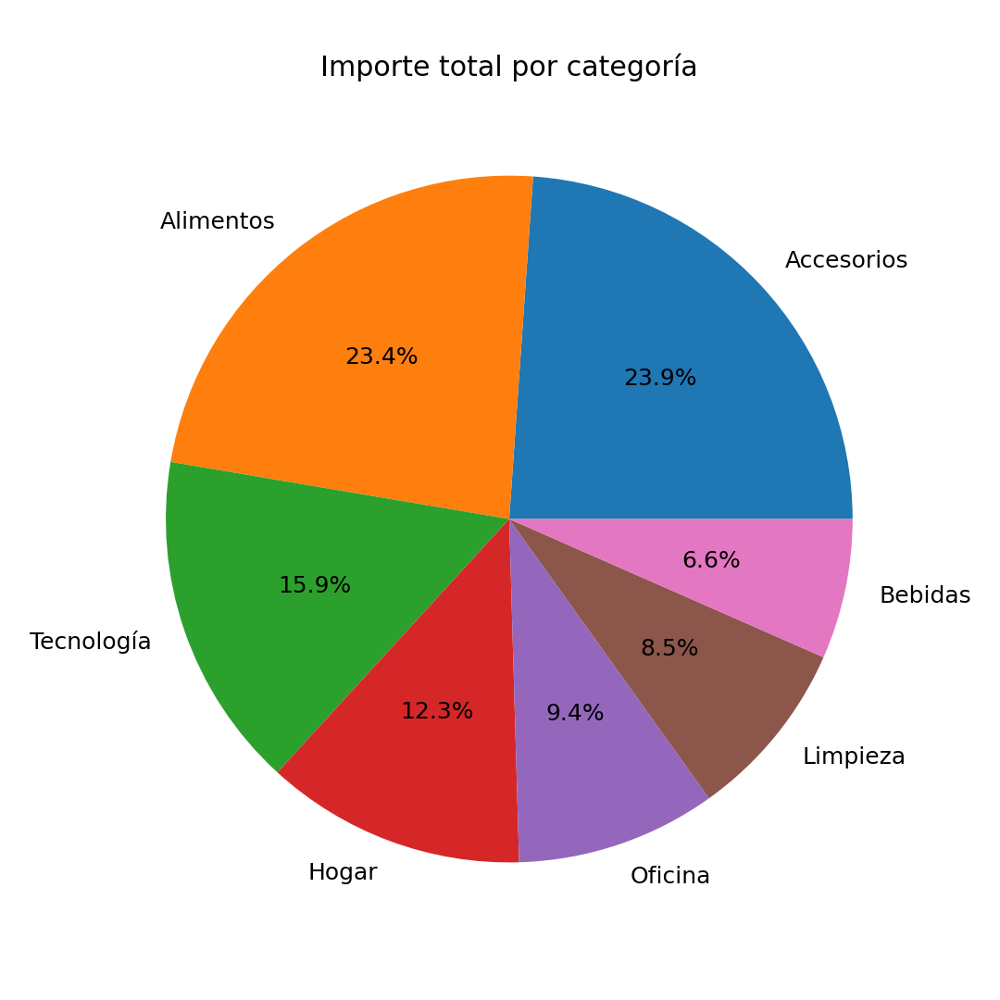 Importe total por categoría
Alimentos
Accesorios
23.4%
23.9%
15.9%
6.6%
Bebidas
Tecnología
8.5%
12.3%
9.4%
Limpieza
Hogar
Oficina